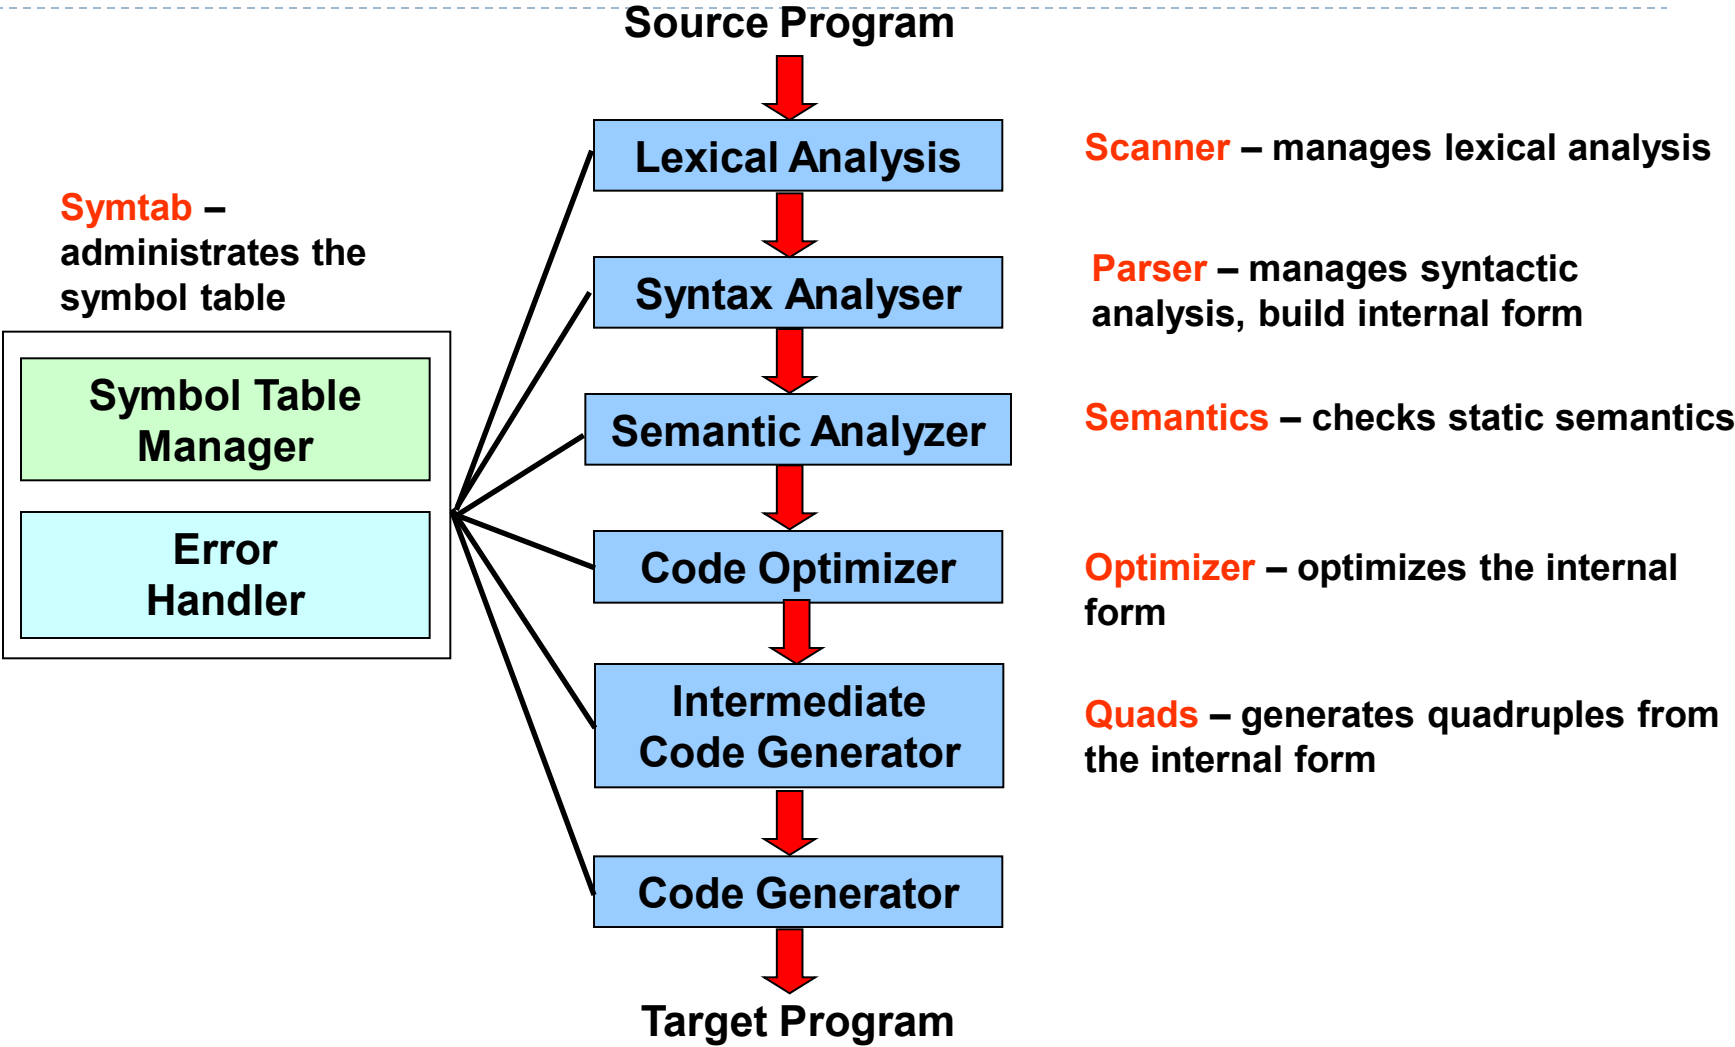 Source Program
Lexical Analysis
Scanner – manages lexical analysis
Symtab –
administrates the
symbol table
Syntax Analyser
Parser – manages syntactic
analysis, build internal form
Symbol Table
Manager
Semantic Analyzer
Semantics – checks static semantics
Error
Handler
Code Optimizer
Optimizer – optimizes the internal
form
Intermediate
Code Generator
Quads – generates quadruples from
the internal form
Code Generator
Target Program